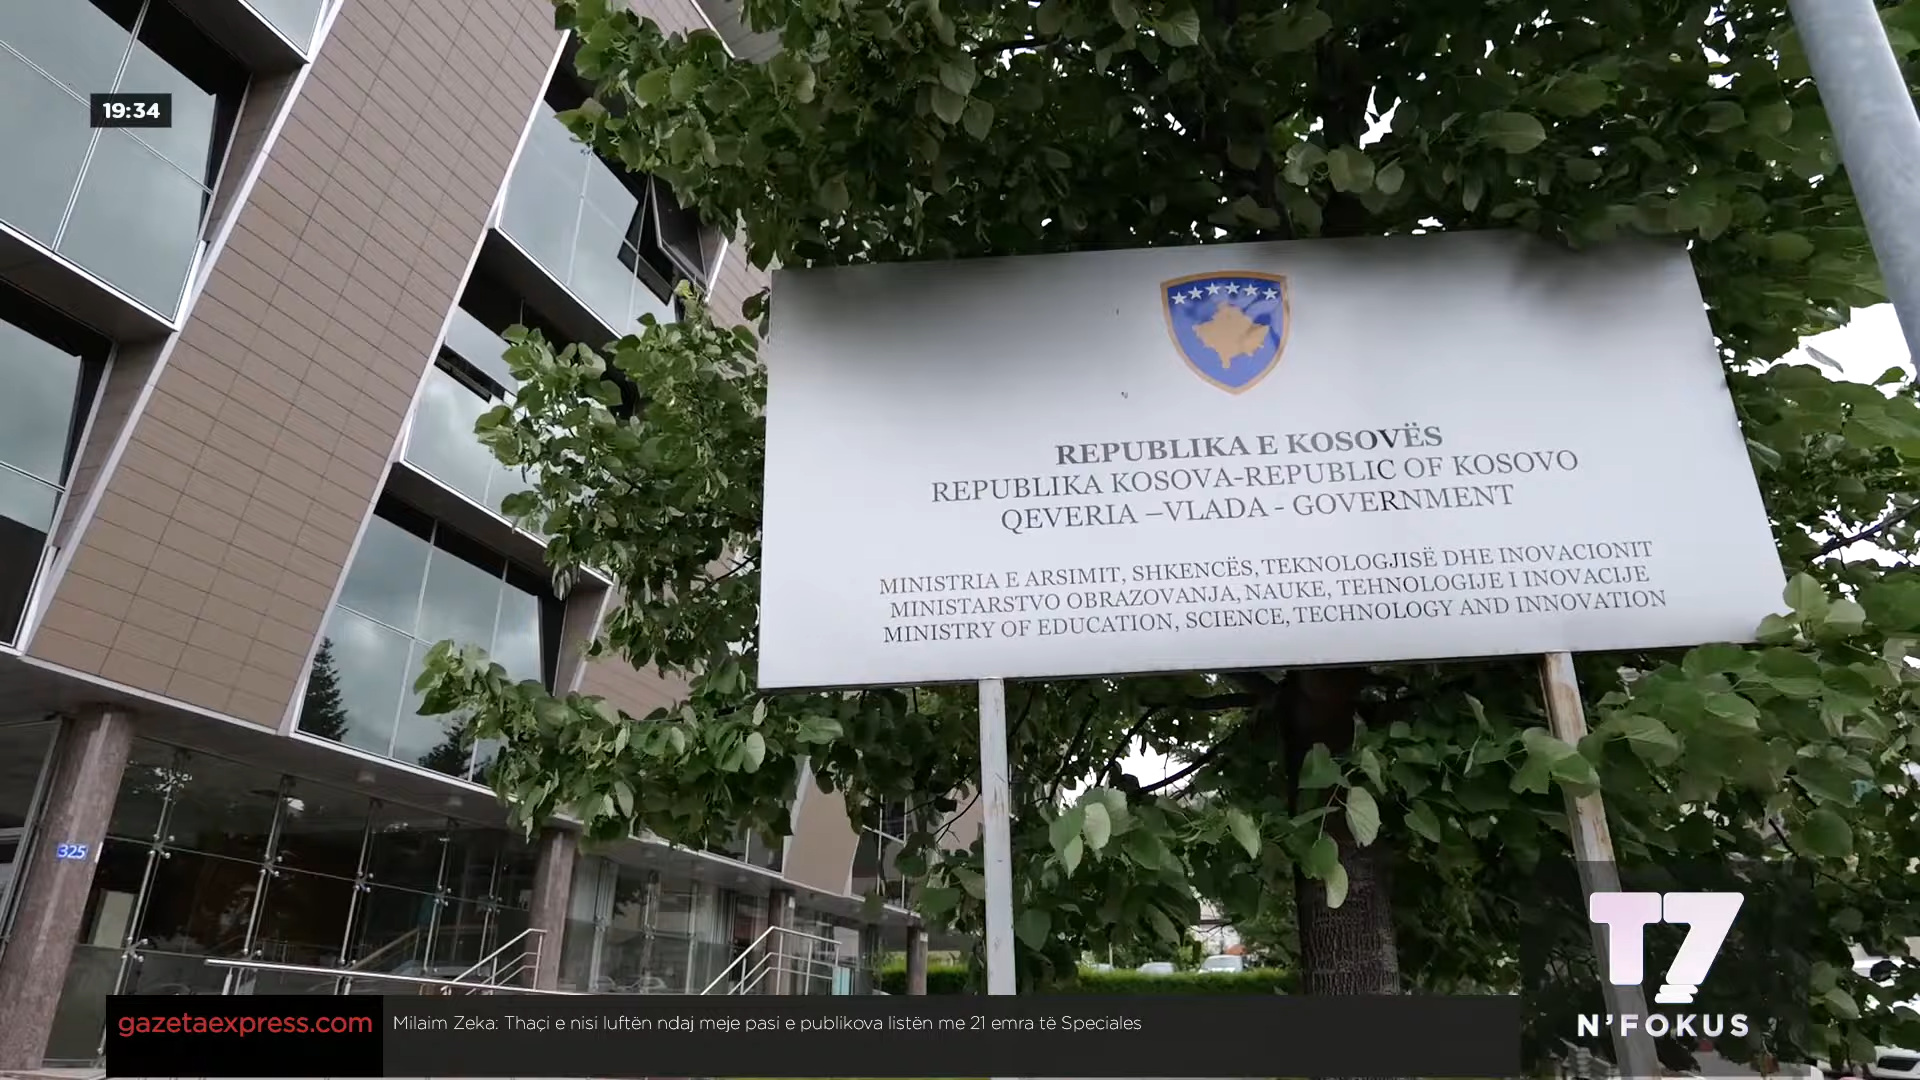 19:34
REPUBLIKA E KOSOVËS
REPUBLIKA KOSOVA-REPUBLIC OF KOSOVO
QEVERIA –VLADA - GOVERNMENT
MINISTRIA E ARSIMIT, SHKENCËS, TEKNOLOGJISË DHE INOVACIONIT
MINISTARSTVO OBRAZOVANJA, NAUKE, TEHNOLOGIJE I INOVACIJE
MINISTRY OF EDUCATION, SCIENCE, TECHNOLOGY AND INNOVATION
325
T7
N'FOKUS
gazetaexpress.com
Milaim Zeka: Thaçi e nisi luftën ndaj meje pasi e publikova listën me 21 emra të Speciales